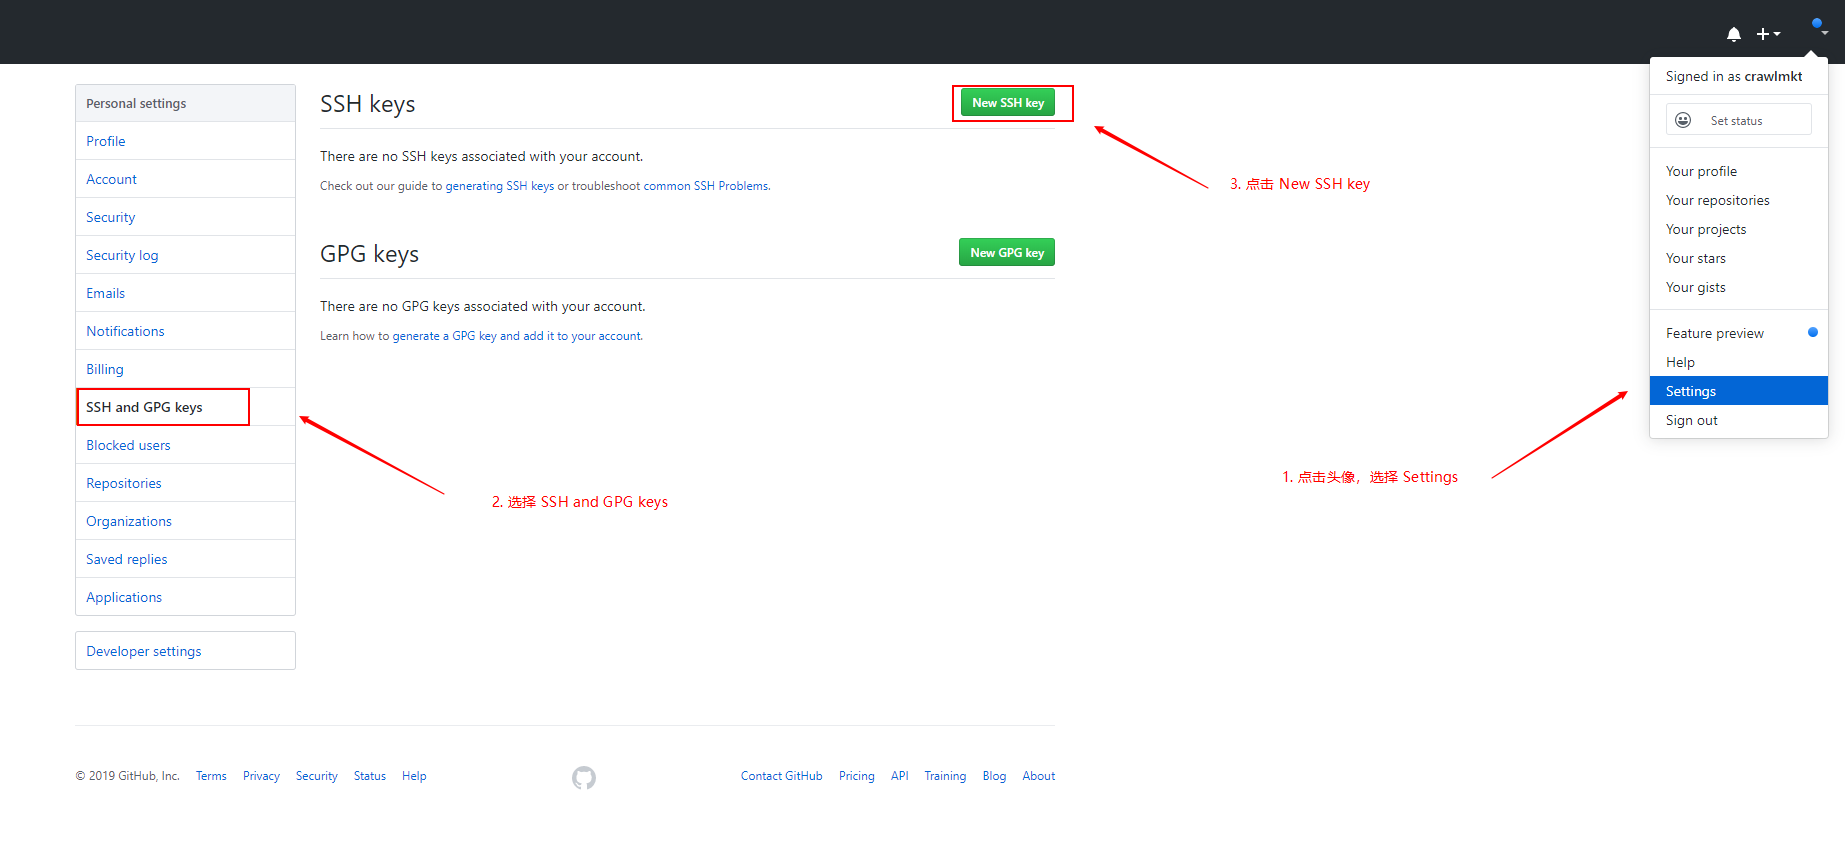 Signed in as crawlmkt
Set status
Your profile
Your repositories
Your projects
Your stars
Your gists
Feature preview
Help
Settings
Sign out
Personal settings
Profile
Account
Security
Security log
Emails
Notifications
Billing
SSH and GPG keys
Blocked users
Repositories
Organizations
Saved replies
Applications
Developer settings
SSH keys
New SSH key
There are no SSH keys associated with your account.
Check out our guide to generating SSH keys or troubleshoot common SSH Problems.
GPG keys
New GPG key
There are no GPG keys associated with your account.
Learn how to generate a GPG key and add it to your account.
3. 点击 New SSH key
1. 点击头像，选择 Settings
2. 选择 SSH and GPG keys
© 2019 GitHub, Inc. Terms Privacy Security Status Help Contact GitHub Pricing API Training Blog About